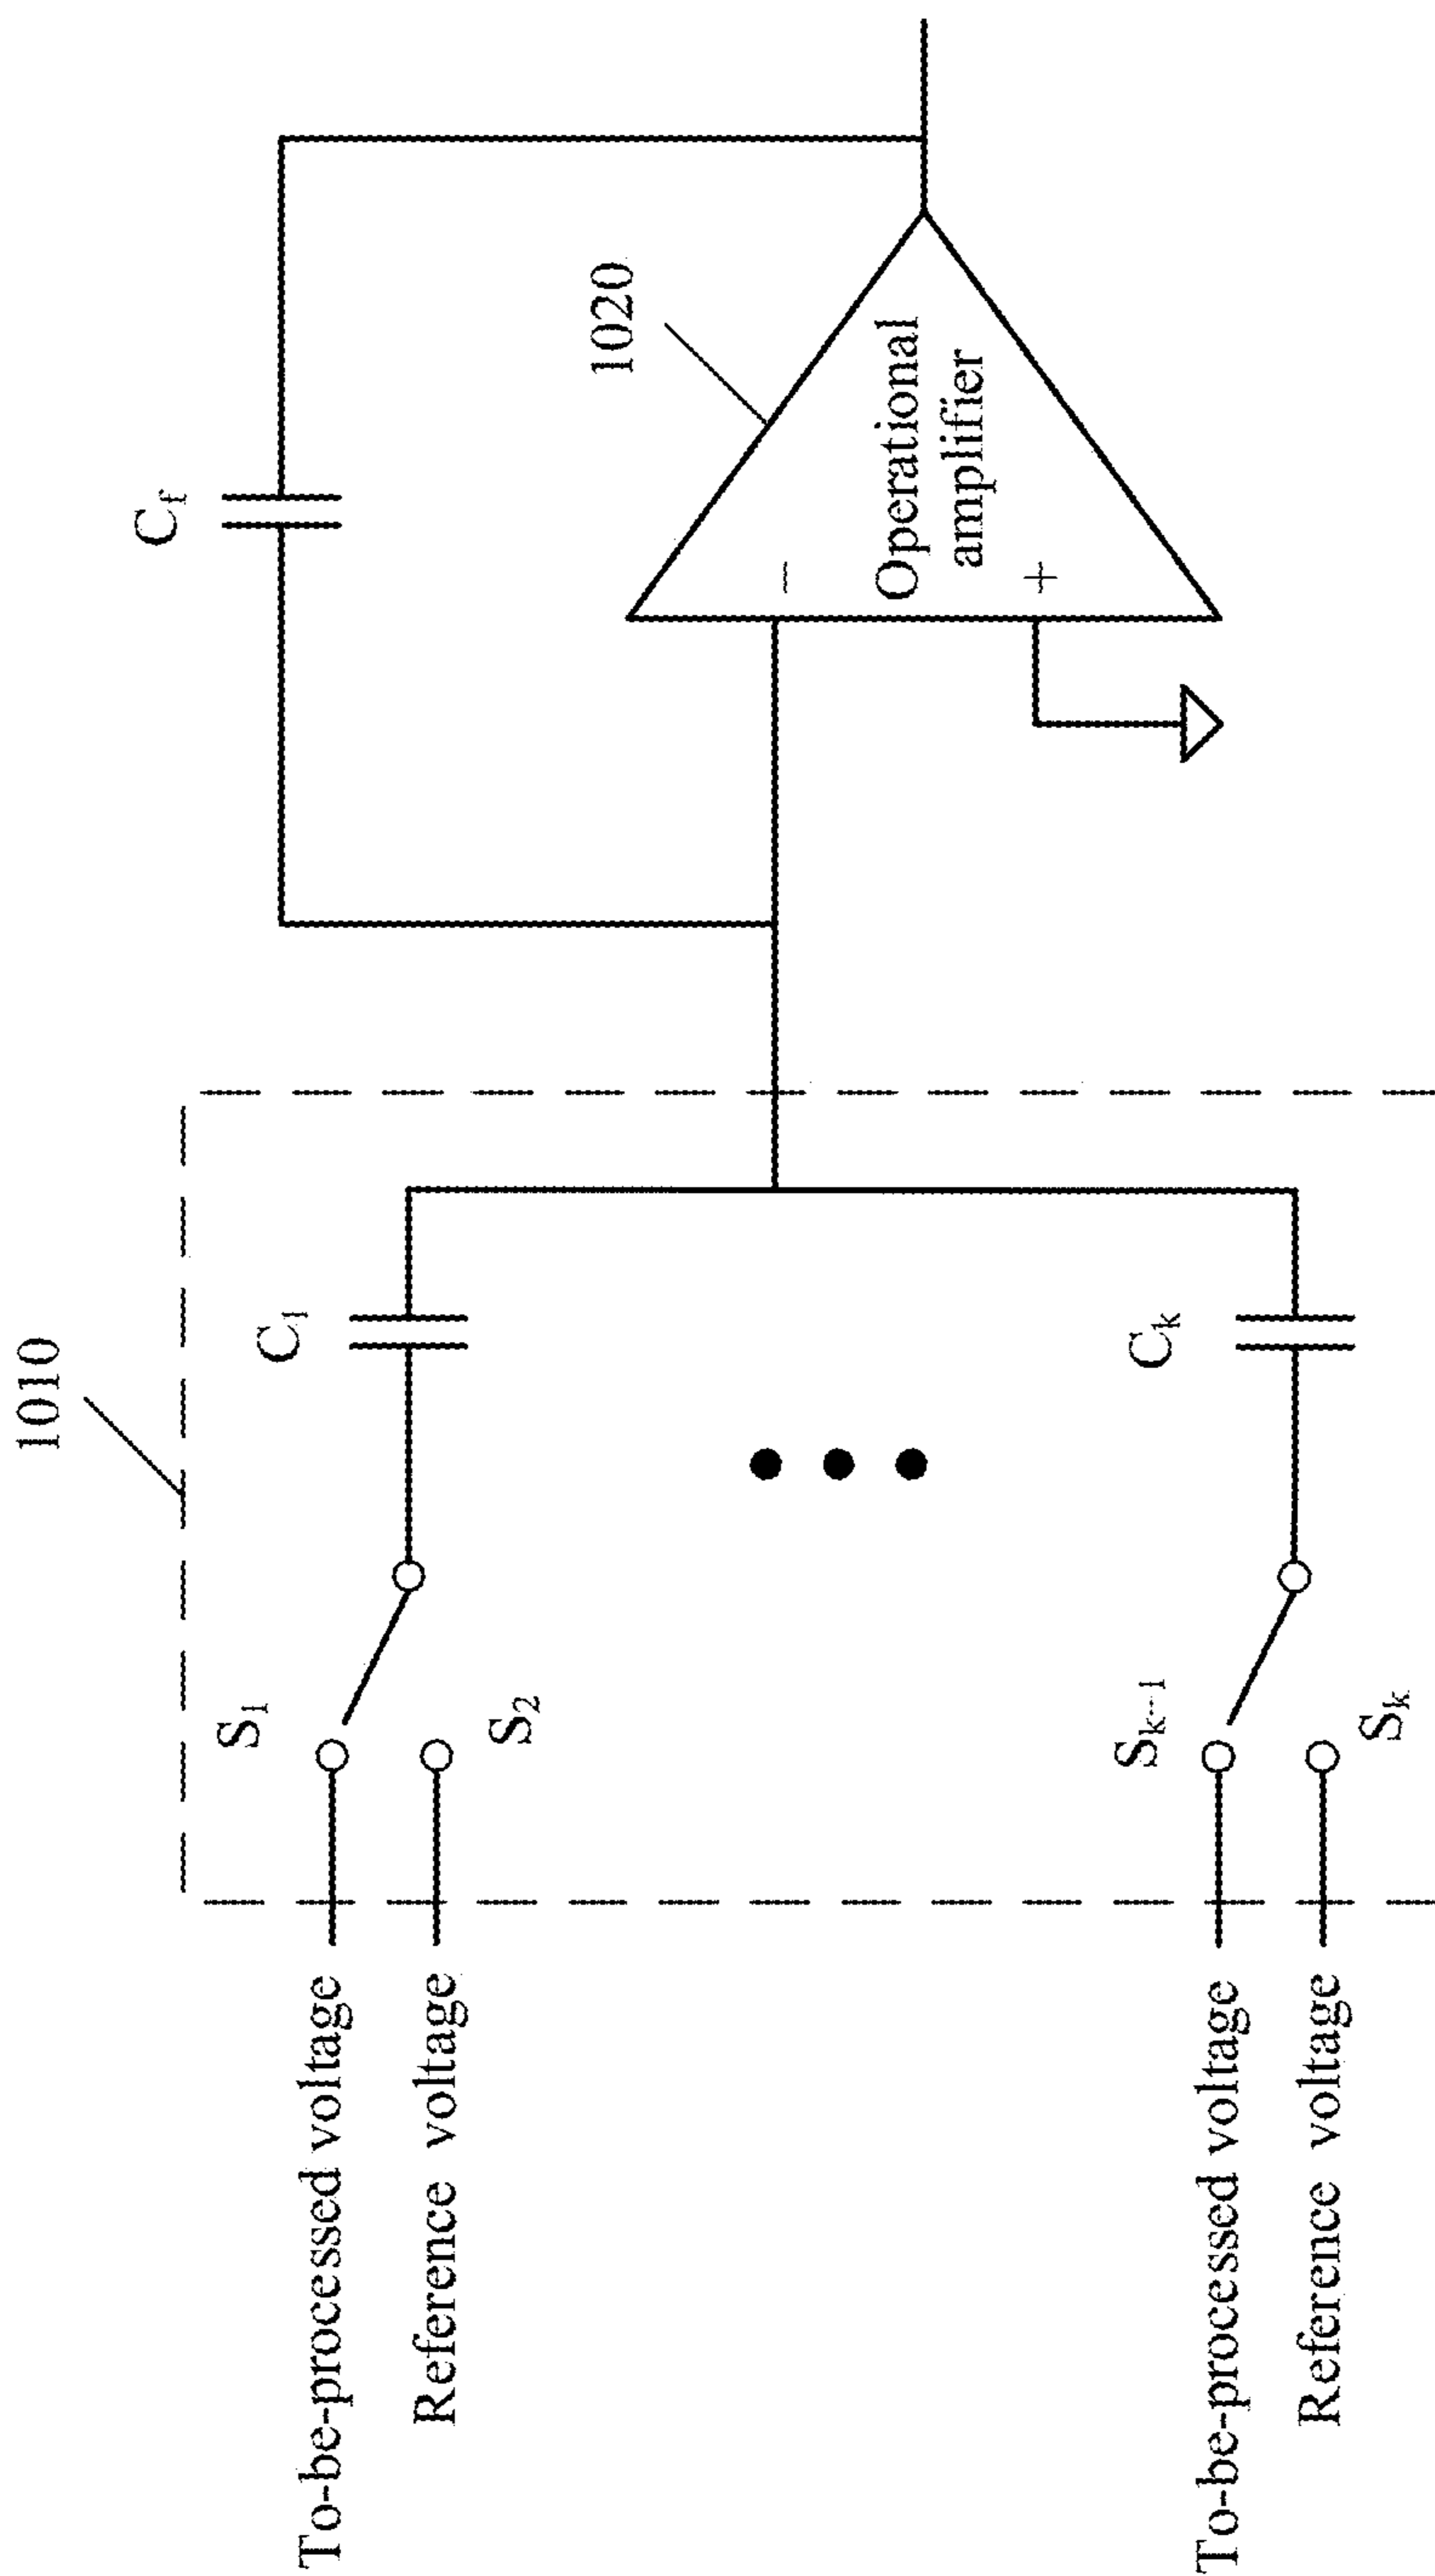 1010
C1
S1
S2
To-be-processed voltage
Reference voltage
Ck
Sk-1
Sk
To-be-processed voltage
Reference voltage
Cf
1020
−
Operational
amplifier
+